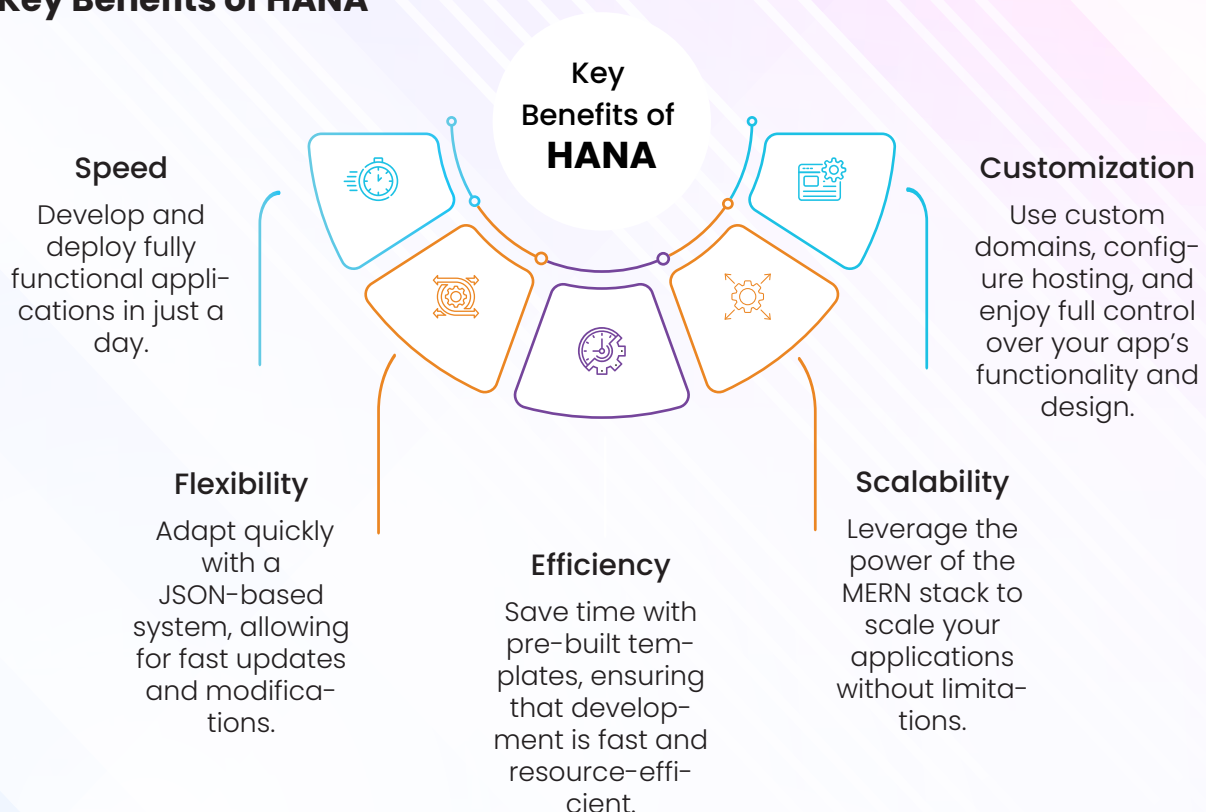 Key Benefits of HANA
Key
Benefits of
HANA
Speed
Develop and
deploy fully
functional appli-
cations in just a
day.
Flexibility
Adapt quickly
with a
JSON-based
system, allowing
for fast updates
and modifica-
tions.
Efficiency
Save time with
pre-built tem-
plates, ensuring
that develop-
ment is fast and
resource-effi-
cient.
Scalability
Leverage the
power of the
MERN stack to
scale your
applications
without limita-
tions.
Customization
Use custom
domains, config-
ure hosting, and
enjoy full control
over your app’s
functionality and
design.